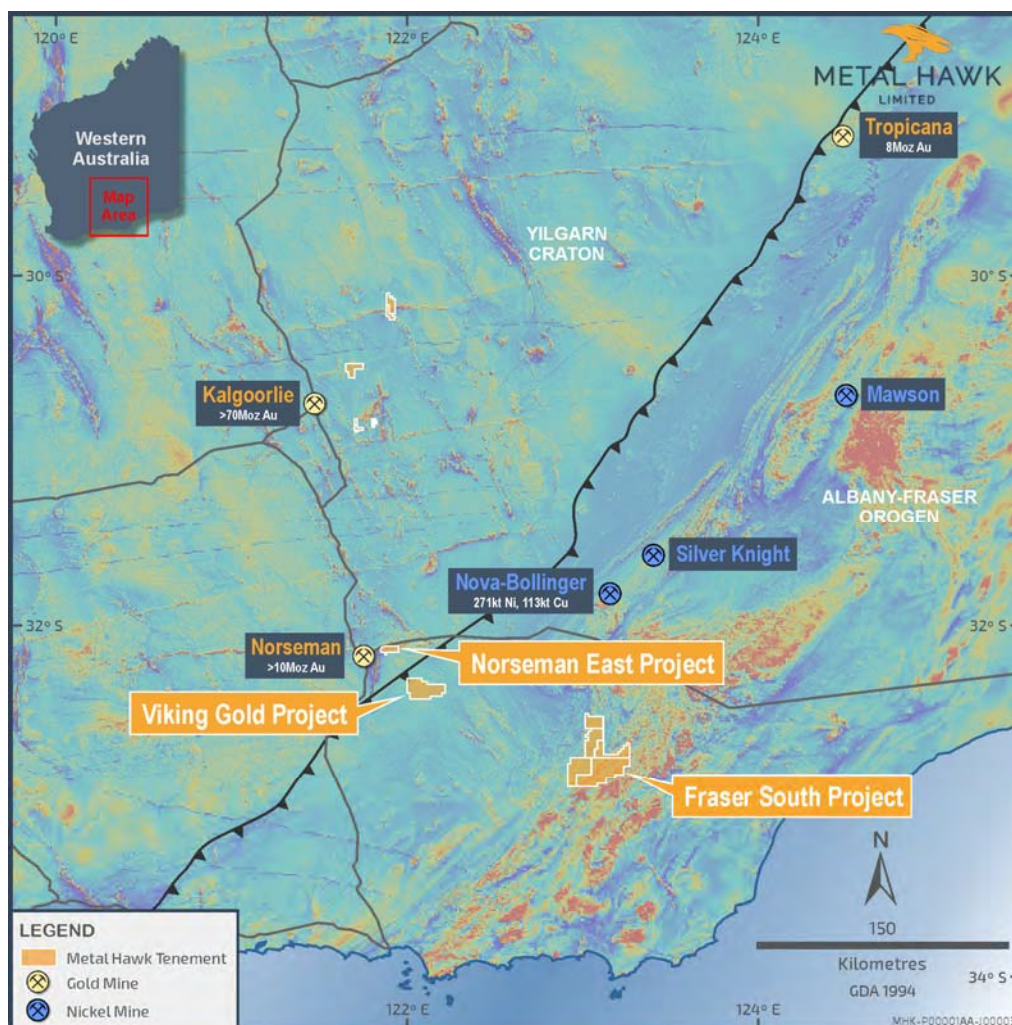 120° E
122° E
124° E
METAL HAWK
LIMITED
Western
Australia
Map
Area
Tropicana
8Moz Au
YILGARN
CRATON
30° S
30° S
Kalgoorlie
>70Moz Au
Mawson
ALBANY-FRASER
OROGEN
Silver Knight
Nova-Bollinger
271kt Ni, 113kt Cu
32° S
32° S
Norseman
>10Moz Au
Norseman East Project
Viking Gold Project
Fraser South Project
N
150
Kilometres
GDA 1994
34° S
LEGEND
Metal Hawk Tenement
Gold Mine
Nickel Mine
122° E
124° E